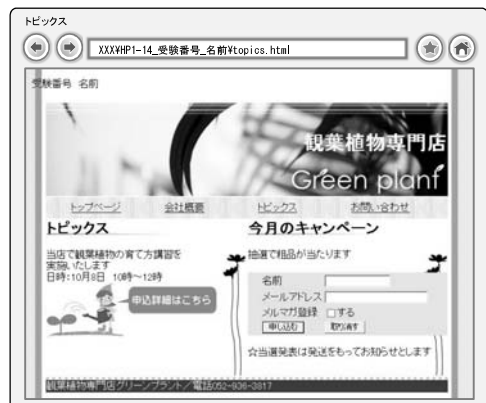 トピックス
XXX¥HP1-14_受験番号_名前¥topics.html
受験番号 名前
観葉植物専門店
Green plant
トップページ 会社概要 トピックス お問い合わせ
トピックス
当店で観葉植物の育て方講習を
実施いたします
日時:10月8日 10時~12時
申込詳細はこちら
今月のキャンペーン
抽選で粗品が当たります
名前
メールアドレス
メルマガ登録 □する
申し込む 取り消す
☆当選発表は発送をもってお知らせとします
観葉植物専門店グリーンプラント/電話052-936-3817